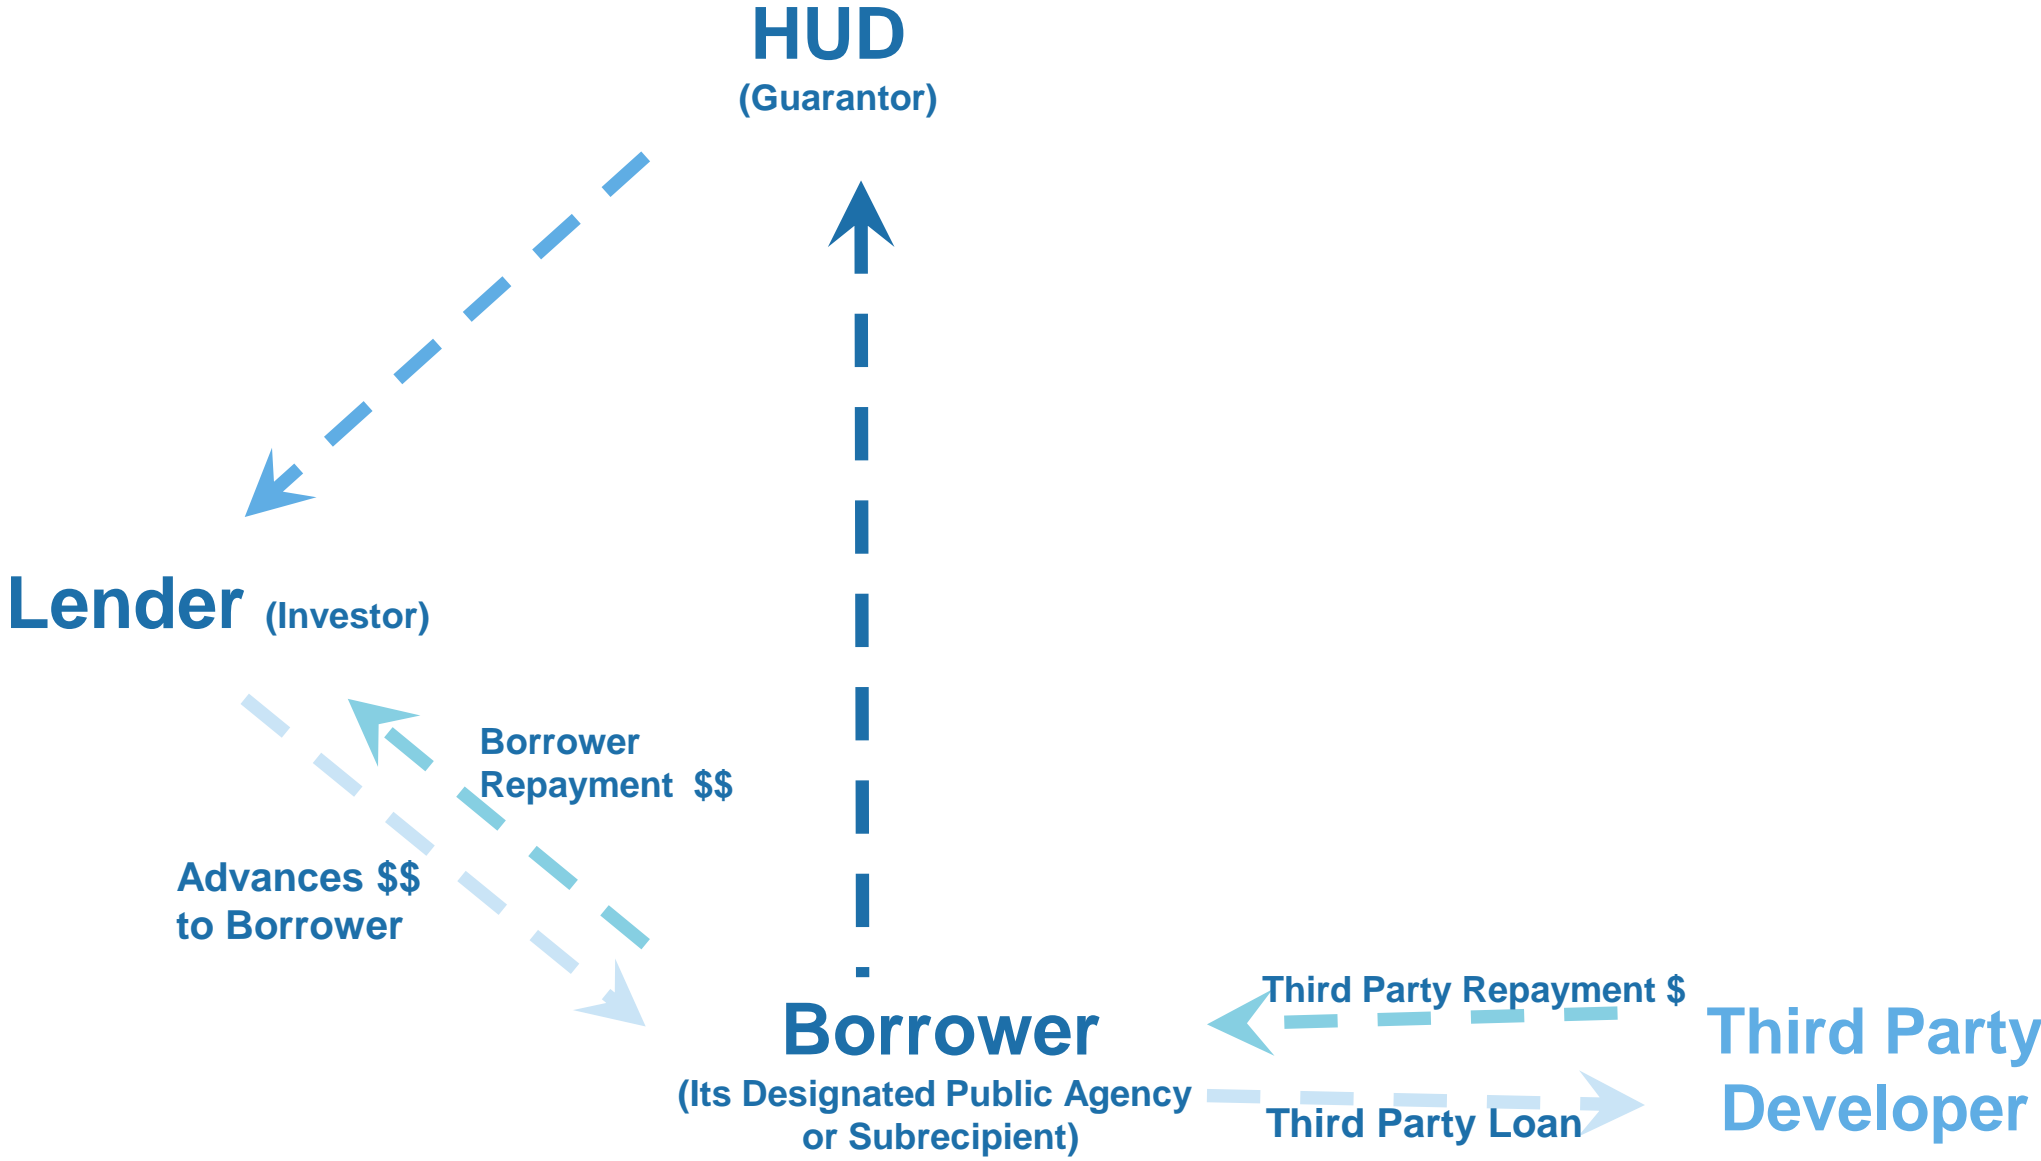 HUD
(Guarantor)
Lender (Investor)
Borrower
Repayment $$
Advances $$
to Borrower
Third Party Repayment $
Borrower
(Its Designated Public Agency
or Subrecipient)
Third Party Loan
Third Party
Developer